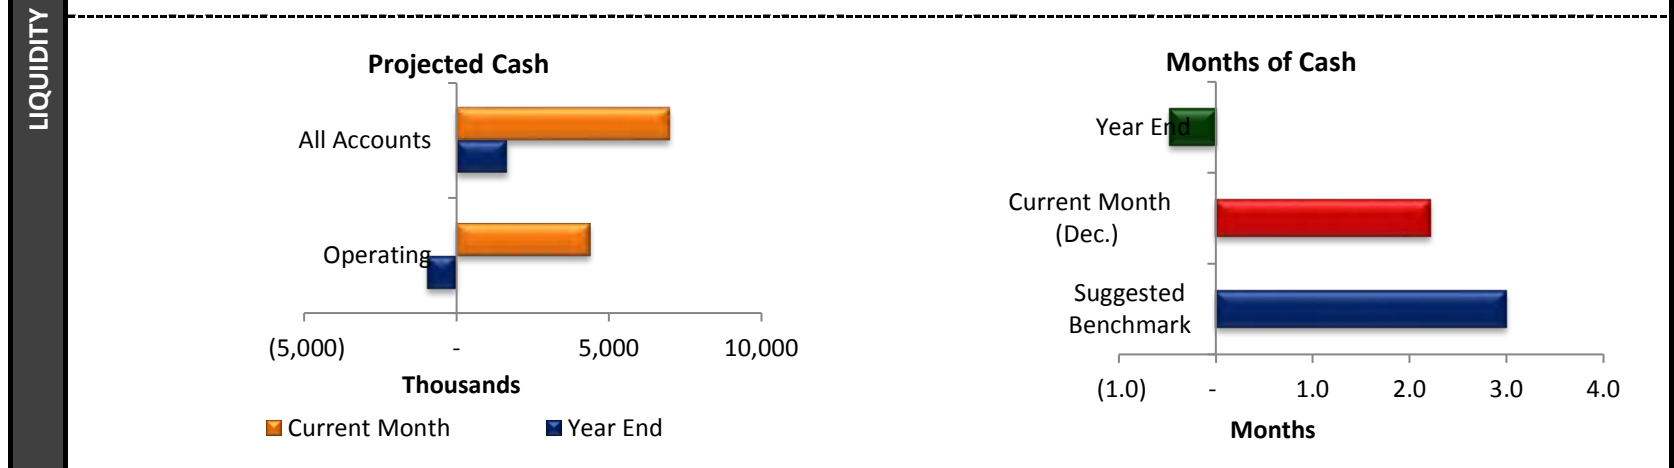 LIQUIDITY
Projected Cash
All Accounts
Operating
(5,000)
-
5,000
10,000
Thousands
Current Month
Year End
Months of Cash
Year End
Current Month
(Dec.)
Suggested
Benchmark
(1.0)
-
1.0
2.0
3.0
4.0
Months